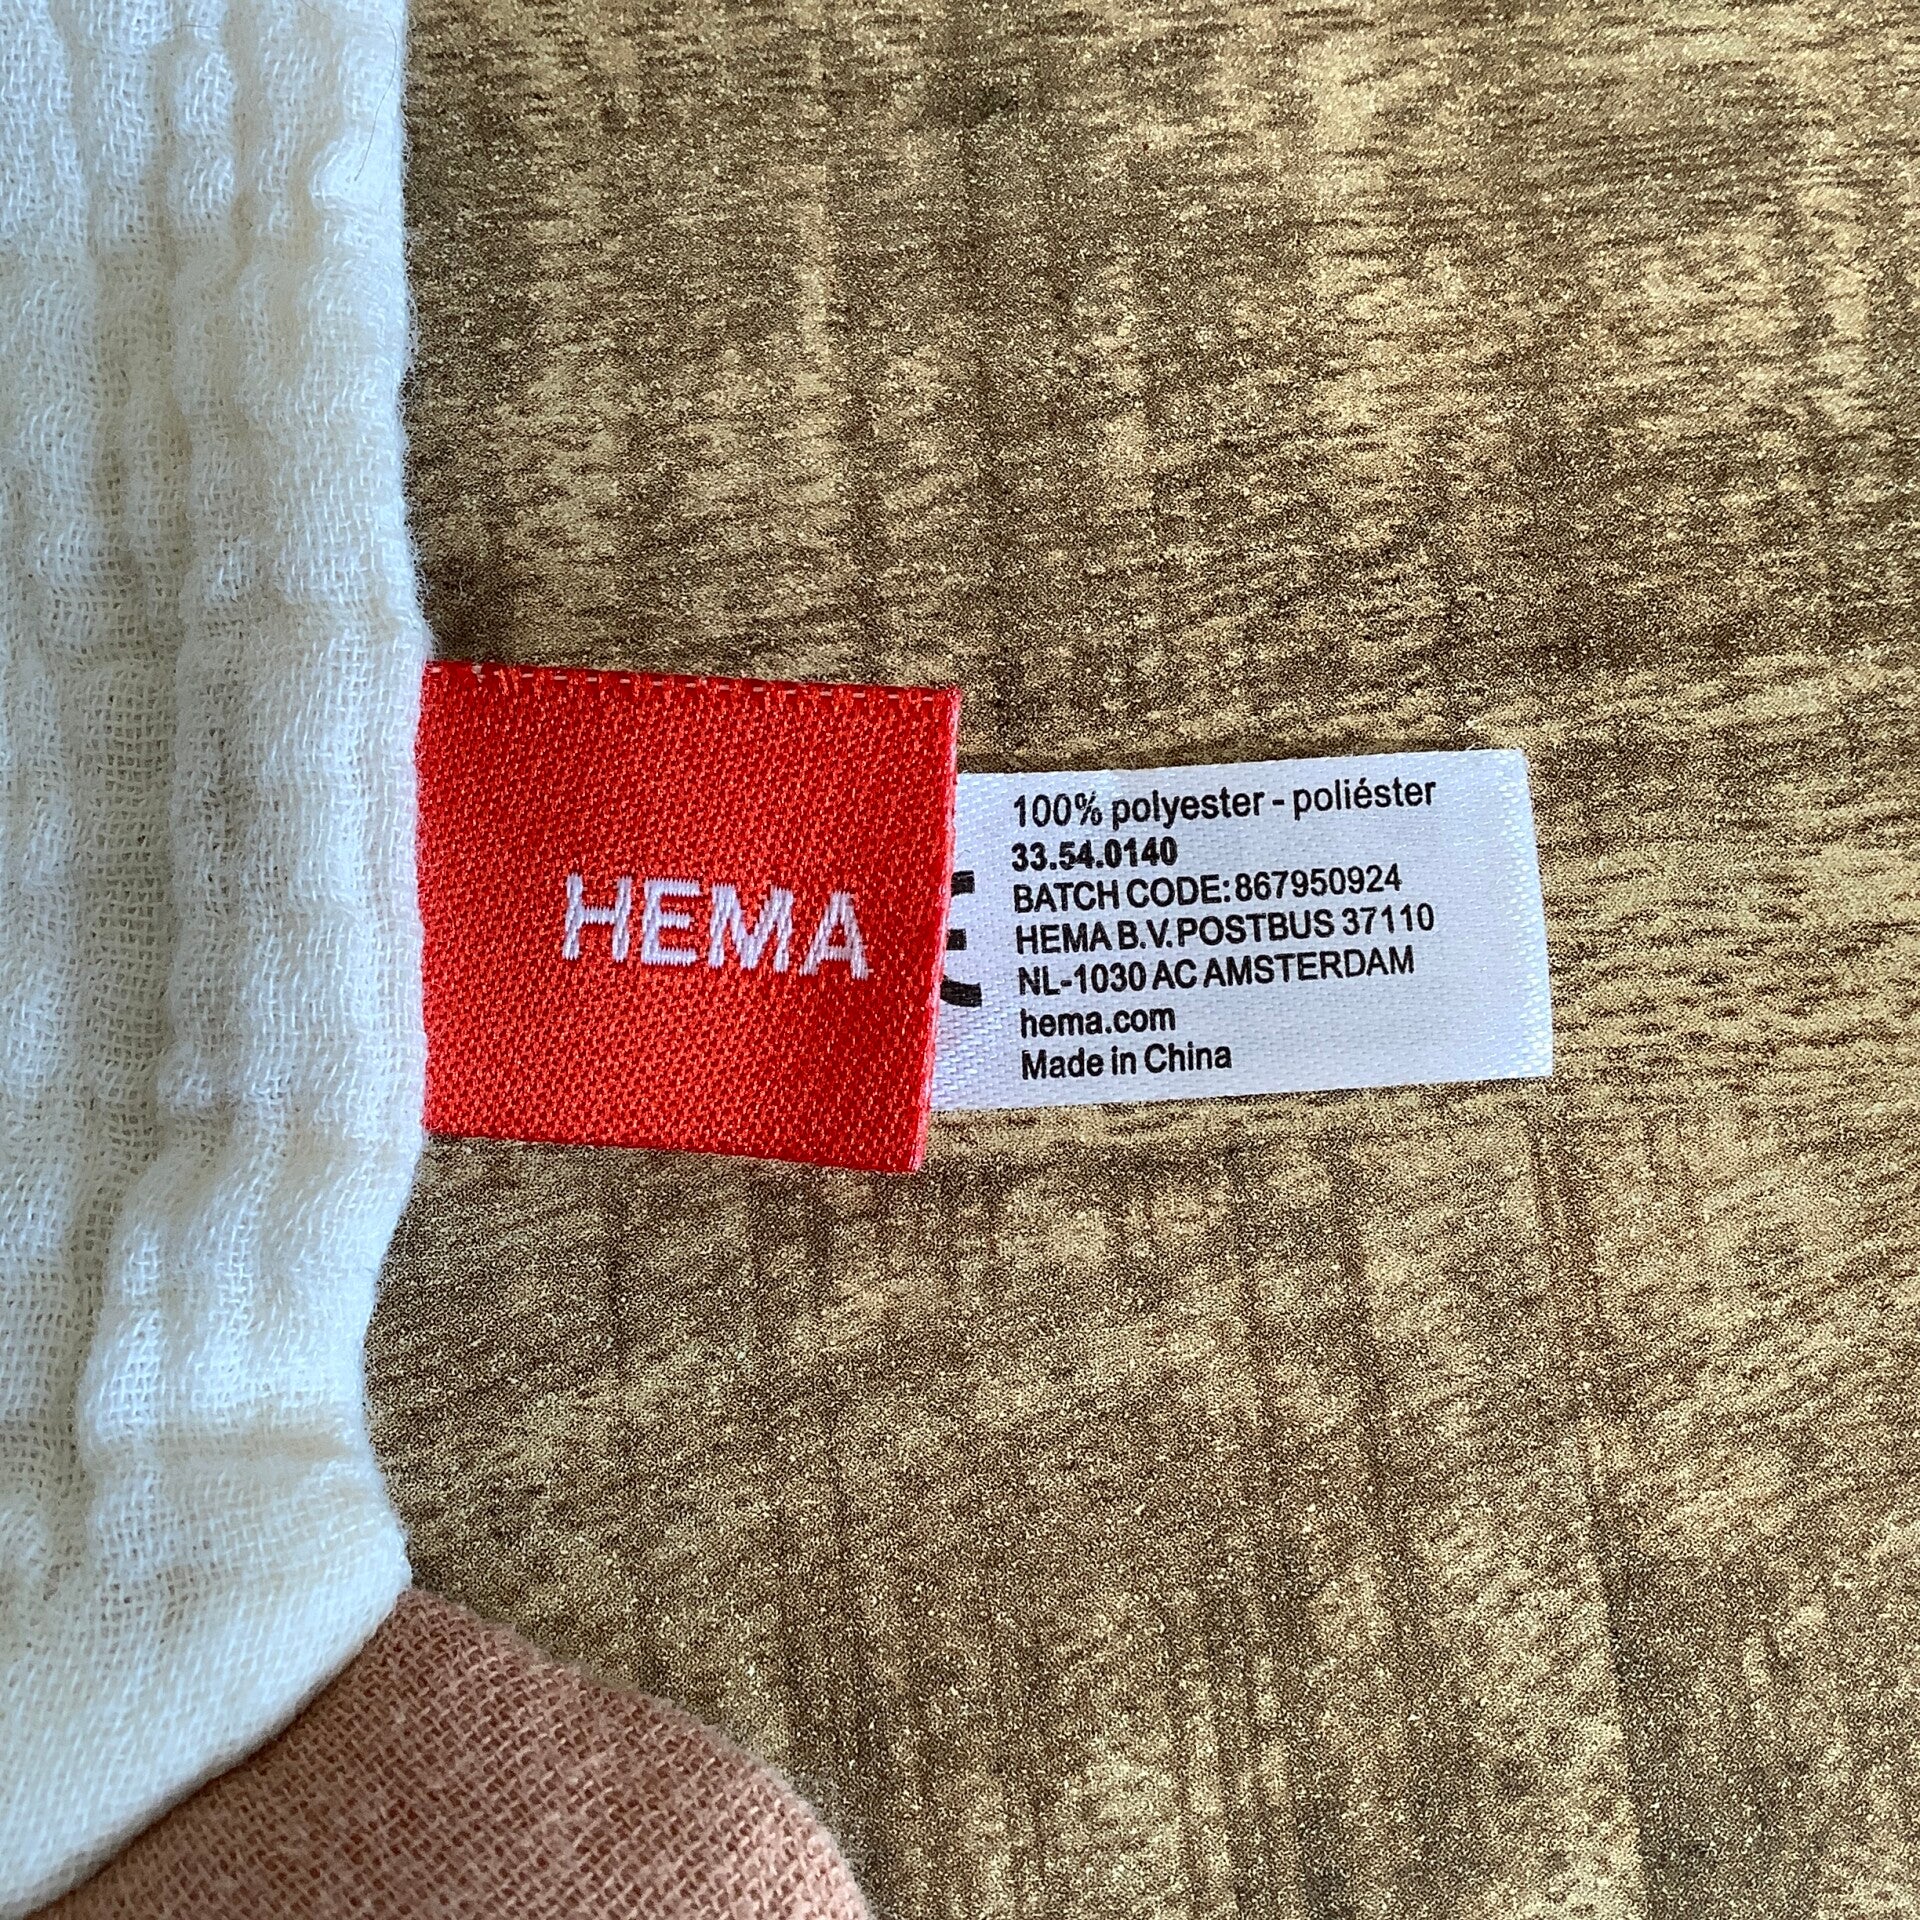 HEMA
100% polyester - poliéster
33.54.0140
BATCH CODE: 867950924
HEMA B.V. POSTBUS 37110
NL-1030 AC AMSTERDAM
hema.com
Made in China